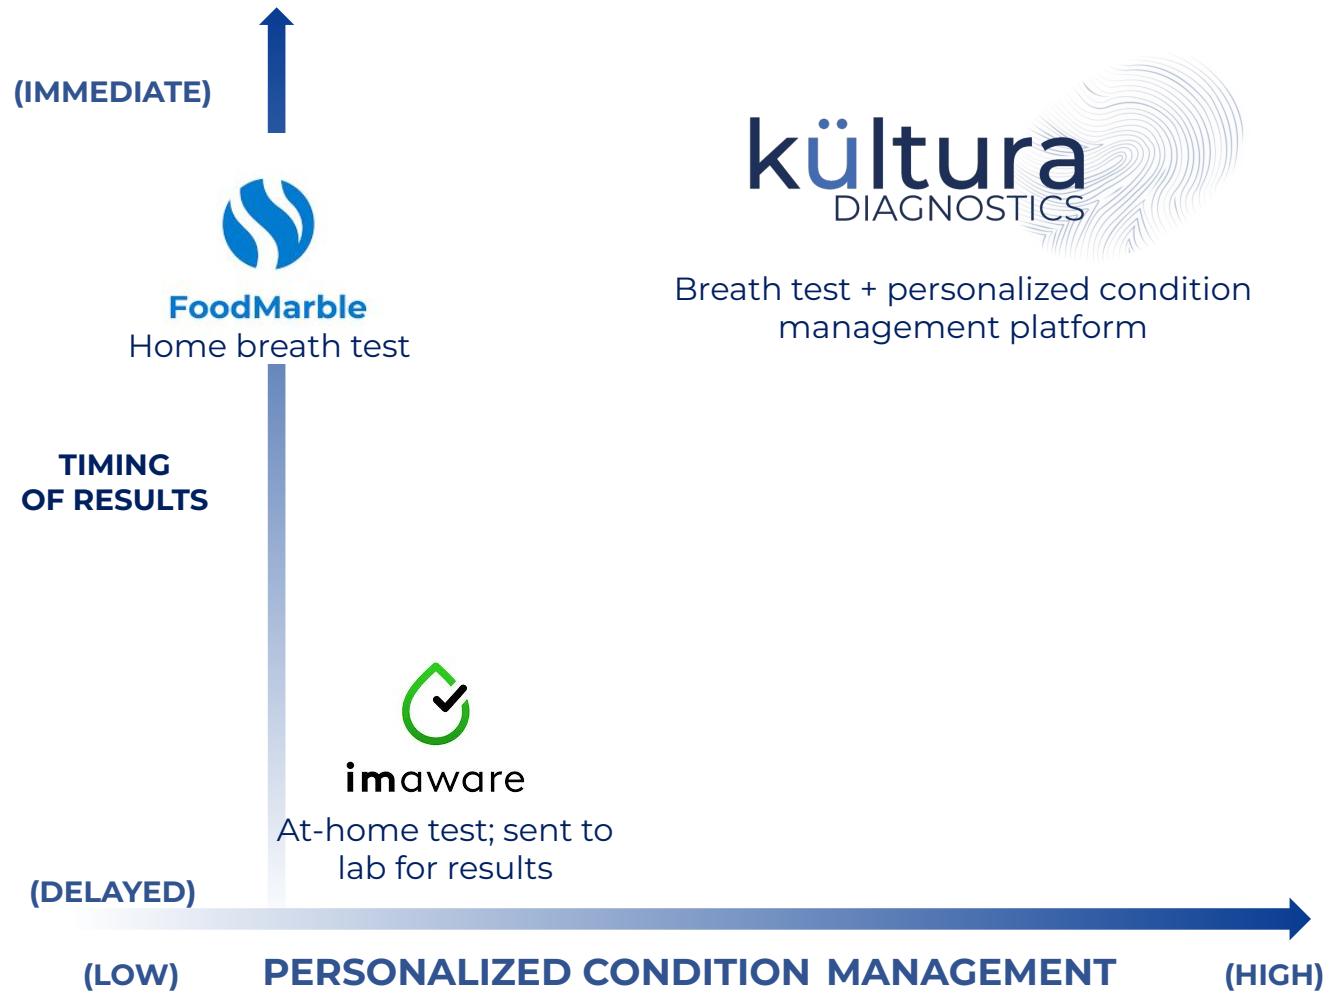 (IMMEDIATE)
kültura
DIAGNOSTICS
FoodMarble
Home breath test
Breath test + personalized condition
management platform
TIMING
OF RESULTS
imaware
At-home test; sent to
lab for results
(DELAYED)
(LOW)
PERSONALIZED CONDITION MANAGEMENT
(HIGH)